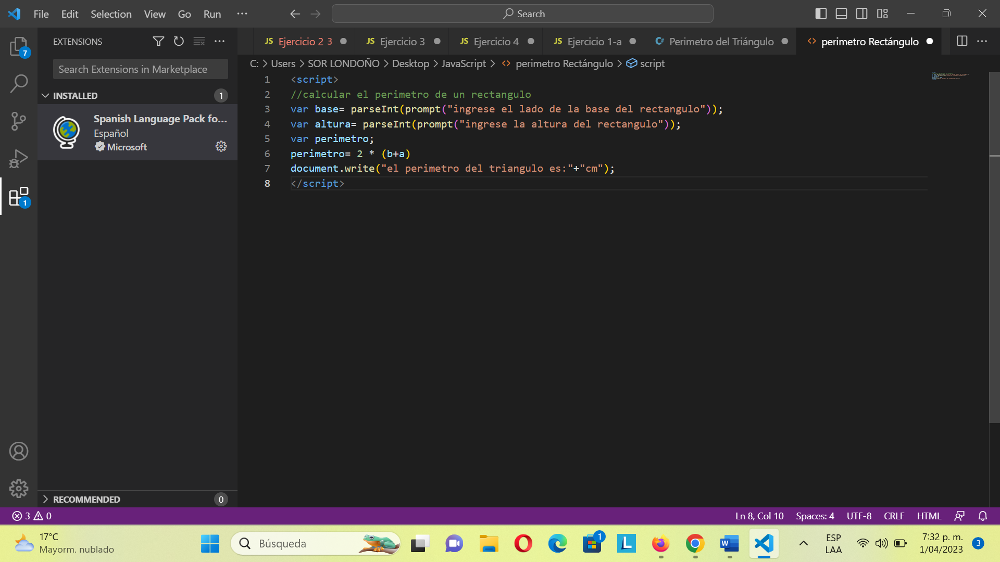 File Edit Selection View Go Run ··· Search
EXTENSIONS
Search Extensions in Marketplace
INSTALLED 1
Spanish Language Pack fo...
Español
Microsoft
RECOMMENDED 0
7
1
JS Ejercicio 2 3 JS Ejercicio 3 JS Ejercicio 4 JS Ejercicio 1-a Perimetro del Triángulo <> perimetro Rectángulo
C: > Users > SOR LONDOÑO > Desktop > JavaScript > <> perimetro Rectángulo > script
1 <script>
2 //calcular el perimetro de un rectangulo
3 var base= parseInt(prompt("ingrese el lado de la base del rectangulo"));
4 var altura= parseInt(prompt("ingrese la altura del rectangulo"));
5 var perimetro;
6 perimetro= 2 * (b+a)
7 document.write("el perimetro del triangulo es:"+"cm");
8 </script>
3 0 Ln 8, Col 10 Spaces: 4 UTF-8 CRLF HTML
17°C
Mayorm. nublado
Búsqueda
1
L
W
ESP
LAA
7:32 p. m.
1/04/2023
3